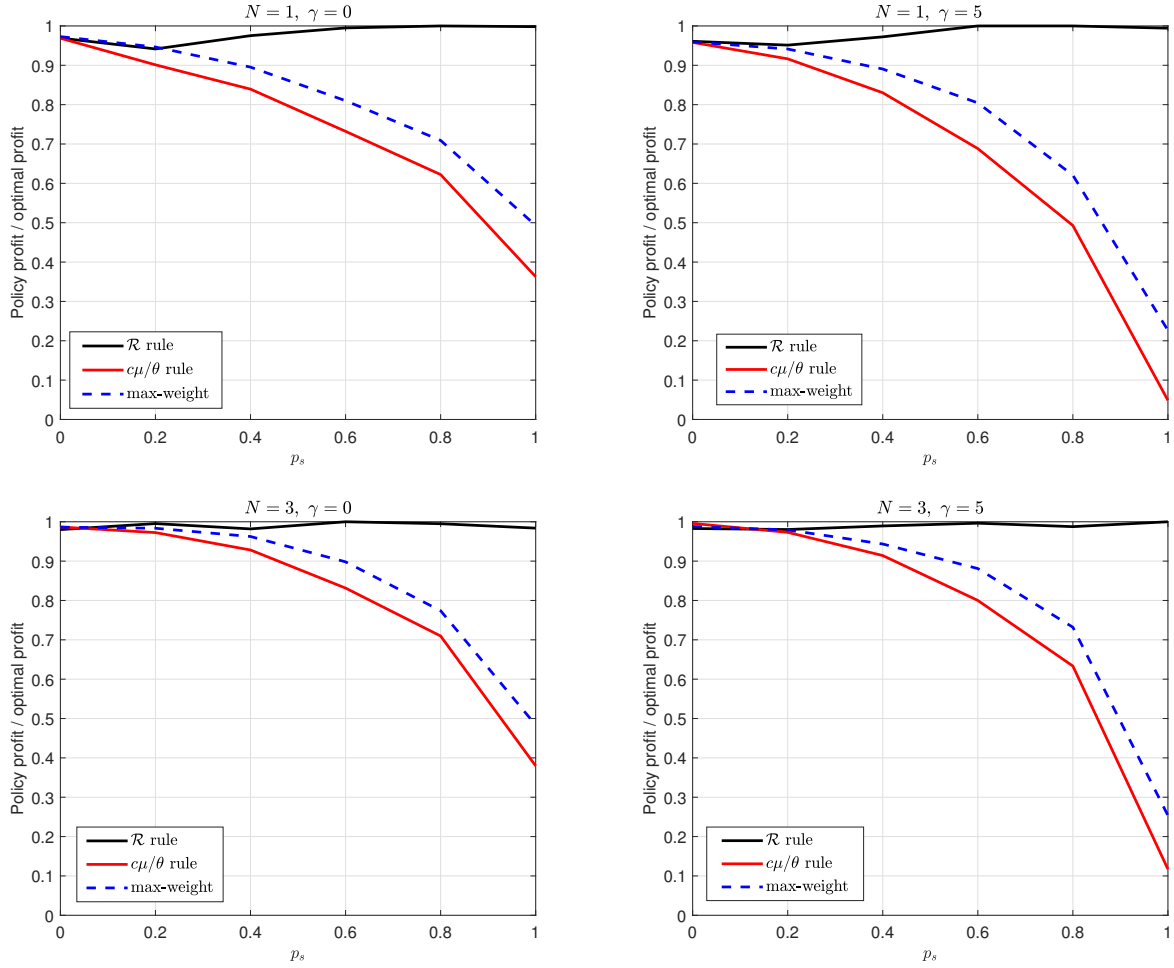 N = 1, γ = 0
Policy profit / optimal profit
1
0.9
0.8
0.7
0.6
0.5
0.4
0.3
0.2
0.1
0
R rule
cμ/θ rule
max-weight
0 0.2 0.4 0.6 0.8 1
p_s
N = 1, γ = 5
Policy profit / optimal profit
1
0.9
0.8
0.7
0.6
0.5
0.4
0.3
0.2
0.1
0
R rule
cμ/θ rule
max-weight
0 0.2 0.4 0.6 0.8 1
p_s
N = 3, γ = 0
Policy profit / optimal profit
1
0.9
0.8
0.7
0.6
0.5
0.4
0.3
0.2
0.1
0
R rule
cμ/θ rule
max-weight
0 0.2 0.4 0.6 0.8 1
p_s
N = 3, γ = 5
Policy profit / optimal profit
1
0.9
0.8
0.7
0.6
0.5
0.4
0.3
0.2
0.1
0
R rule
cμ/θ rule
max-weight
0 0.2 0.4 0.6 0.8 1
p_s